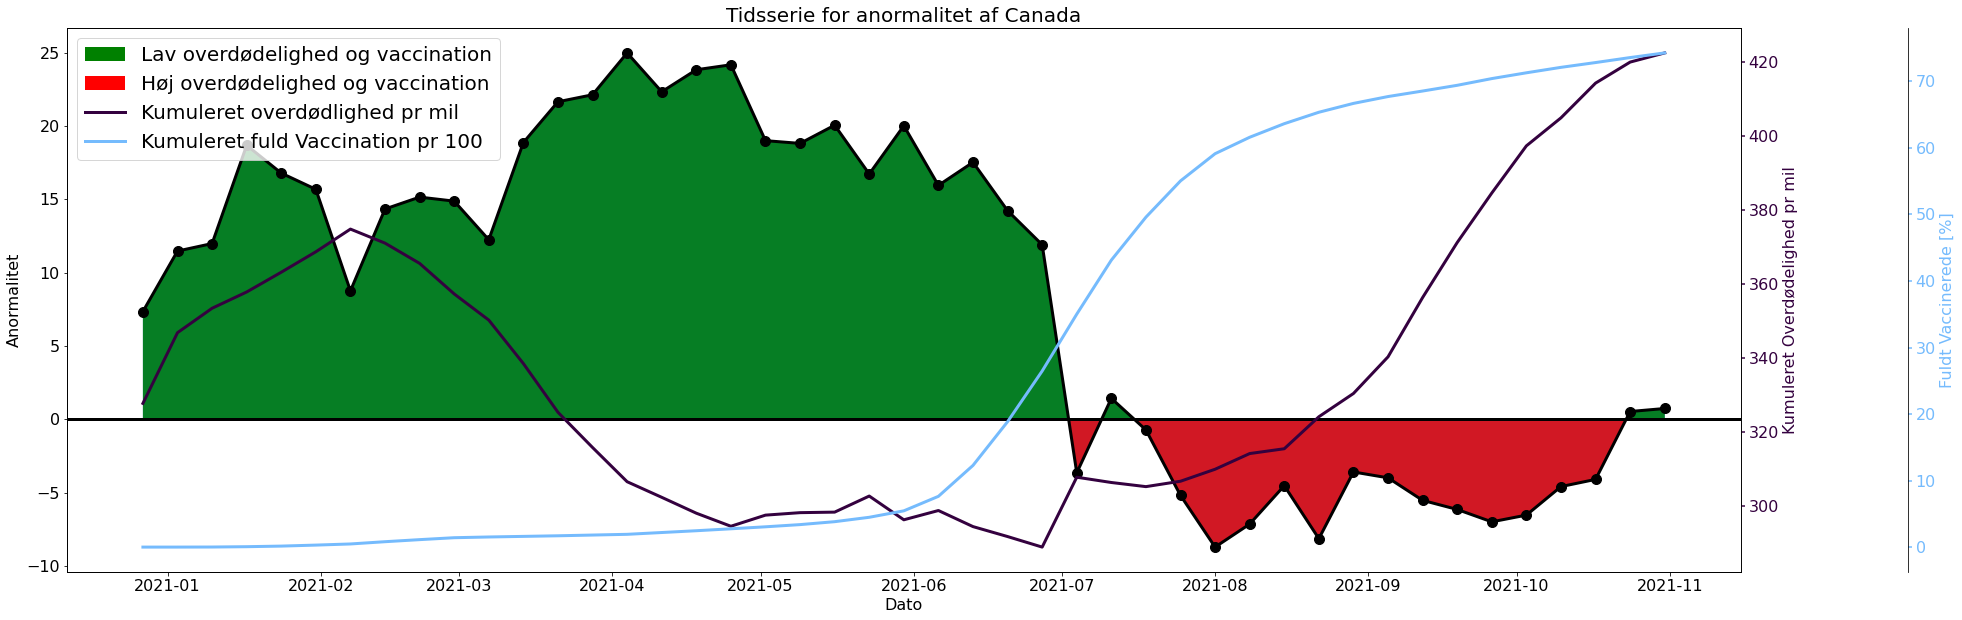 Tidsserie for anormalitet af Canada
Lav overdødelighed og vaccination
Høj overdødelighed og vaccination
Kumuleret overdødlighed pr mil
Kumuleret fuld Vaccination pr 100
Anormalitet
25
20
15
10
5
0
−5
−10
2021-01 2021-02 2021-03 2021-04 2021-05 2021-06 2021-07 2021-08 2021-09 2021-10 2021-11
Dato
420
400
380
360
340
320
300
Kumuleret Overdødelighed pr mil
70
60
50
40
30
20
10
0
Fuldt Vaccinerede [%]